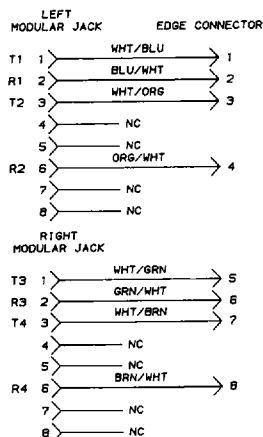 LEFT
MODULAR JACK EDGE CONNECTOR
WHT/BLU
T1 1 1
BLU/WHT
R1 2 2
WHT/ORG
T2 3 3
4 NC
5 NC
ORG/WHT
R2 6 4
7 NC
8 NC
RIGHT
MODULAR JACK
WHT/GRN
T3 1 5
GRN/WHT
R3 2 6
WHT/BRN
T4 3 7
4 NC
5 NC
BRN/WHT
R4 6 8
7 NC
8 NC